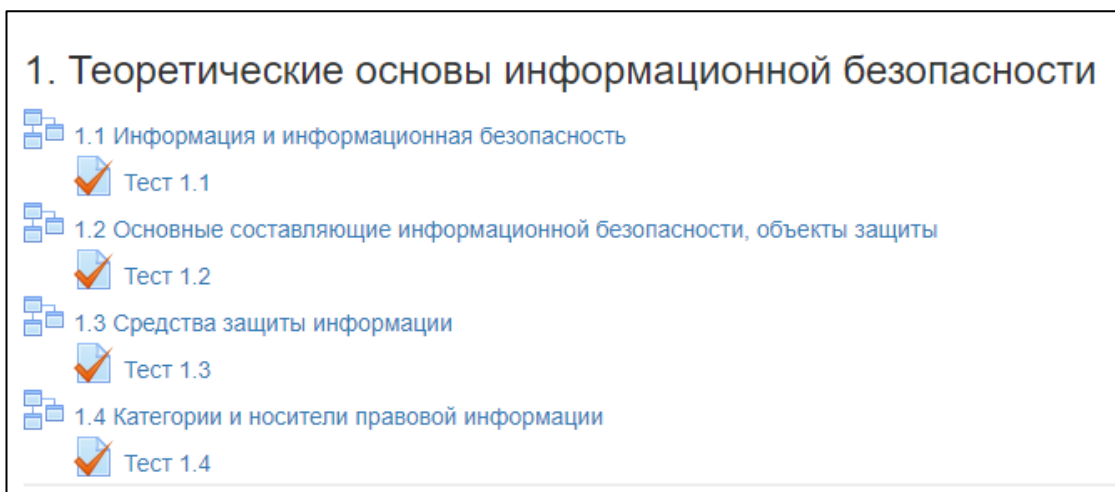 1. Теоретические основы информационной безопасности
1.1 Информация и информационная безопасность
Тест 1.1
1.2 Основные составляющие информационной безопасности, объекты защиты
Тест 1.2
1.3 Средства защиты информации
Тест 1.3
1.4 Категории и носители правовой информации
Тест 1.4